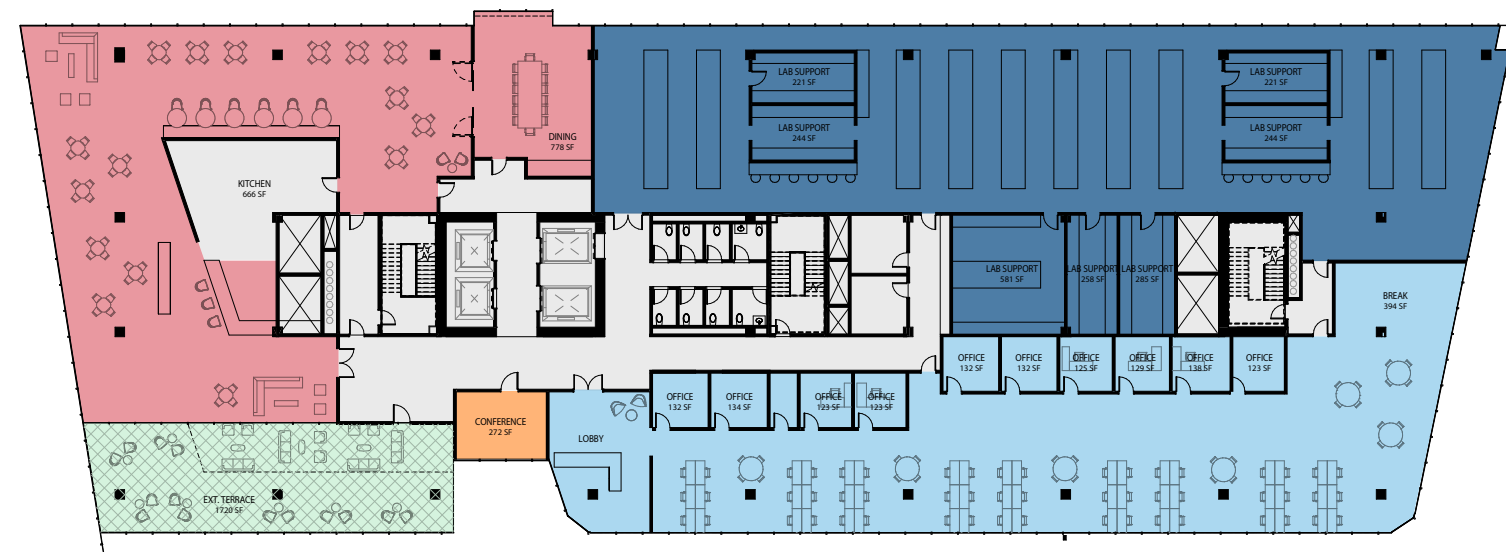 LAB SUPPORT
221 SF
LAB SUPPORT
221 SF
LAB SUPPORT
244 SF
LAB SUPPORT
244 SF
DINING
778 SF
KITCHEN
666 SF
LAB SUPPORT
581 SF
LAB SUPPORT
258 SF
LAB SUPPORT
285 SF
BREAK
394 SF
OFFICE
132 SF
OFFICE
132 SF
OFFICE
125 SF
OFFICE
129 SF
OFFICE
138 SF
OFFICE
123 SF
OFFICE
132 SF
OFFICE
134 SF
OFFICE
123 SF
OFFICE
123 SF
CONFERENCE
272 SF
LOBBY
EXT. TERRACE
1720 SF